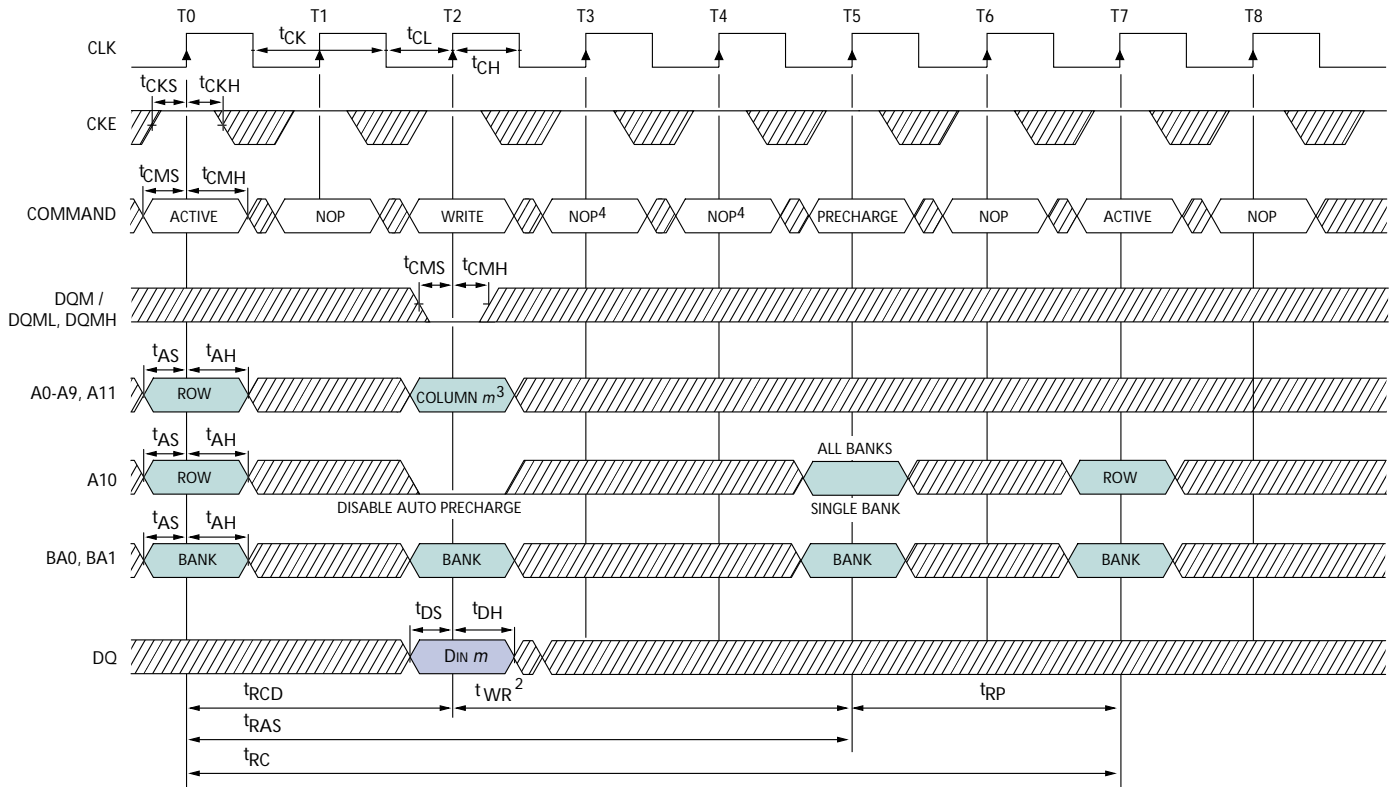 T0 T1 T2 T3 T4 T5 T6 T7 T8
CLK tCK tCL tCH
tCKS tCKH
CKE
tCMS tCMH
COMMAND ACTIVE NOP WRITE NOP4 NOP4 PRECHARGE NOP ACTIVE NOP
tCMS tCMH
DQM /
DQML, DQMH
tAS tAH
A0-A9, A11 ROW COLUMN m3
tAS tAH ALL BANKS
A10 ROW ROW
DISABLE AUTO PRECHARGE SINGLE BANK
tAS tAH
BA0, BA1 BANK BANK BANK BANK
tDS tDH
DQ DIN m
tRCD tWR2 tRP
tRAS
tRC